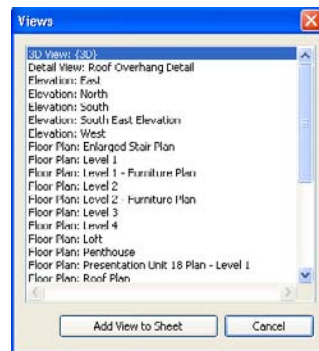 Views
3D View: {3D}
Detail View: Roof Overhang Detail
Elevation: East
Elevation: North
Elevation: South
Elevation: South East Elevation
Elevation: West
Floor Plan: Enlarged Stair Plan
Floor Plan: Level 1
Floor Plan: Level 1 - Furniture Plan
Floor Plan: Level 2
Floor Plan: Level 2 - Furniture Plan
Floor Plan: Level 3
Floor Plan: Level 4
Floor Plan: Loft
Floor Plan: Penthouse
Floor Plan: Presentation Unit 18 Plan - Level 1
Floor Plan: Roof Plan
Add View to Sheet
Cancel